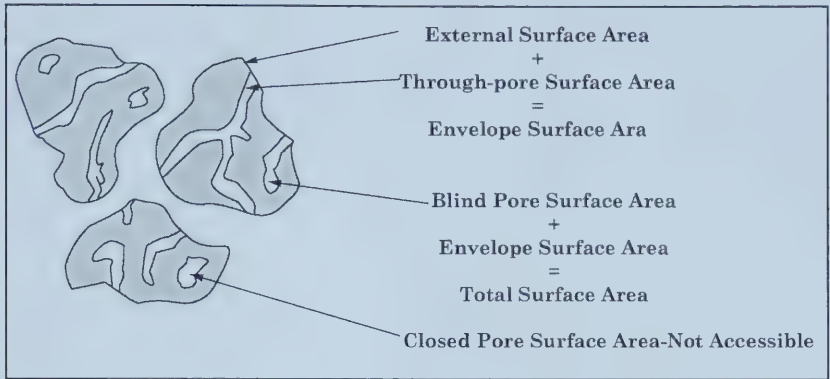 External Surface Area
+
Through-pore Surface Area
=
Envelope Surface Ara
Blind Pore Surface Area
+
Envelope Surface Area
=
Total Surface Area
Closed Pore Surface Area-Not Accessible